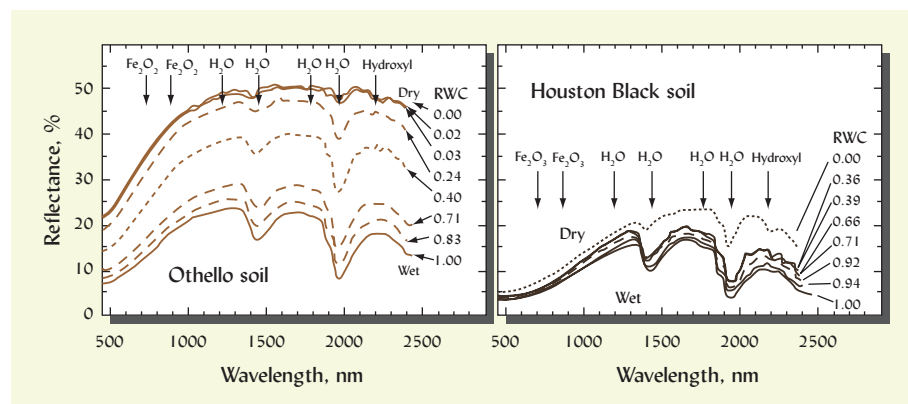 Fe₂O₂ Fe₂O₂ H₂O H₂O H₂O H₂O Hydroxyl
Dry
RWC
0.00
0.02
0.03
0.24
0.40
0.71
0.83
1.00
Wet
Othello soil
Reflectance, %
50
40
30
20
10
0
500 1000 1500 2000 2500
Wavelength, nm
Houston Black soil
Fe₂O₃ Fe₂O₃ H₂O H₂O H₂O H₂O Hydroxyl
RWC
0.00
0.36
0.39
0.66
0.71
0.92
0.94
1.00
Dry
Wet
500 1000 1500 2000 2500
Wavelength, nm